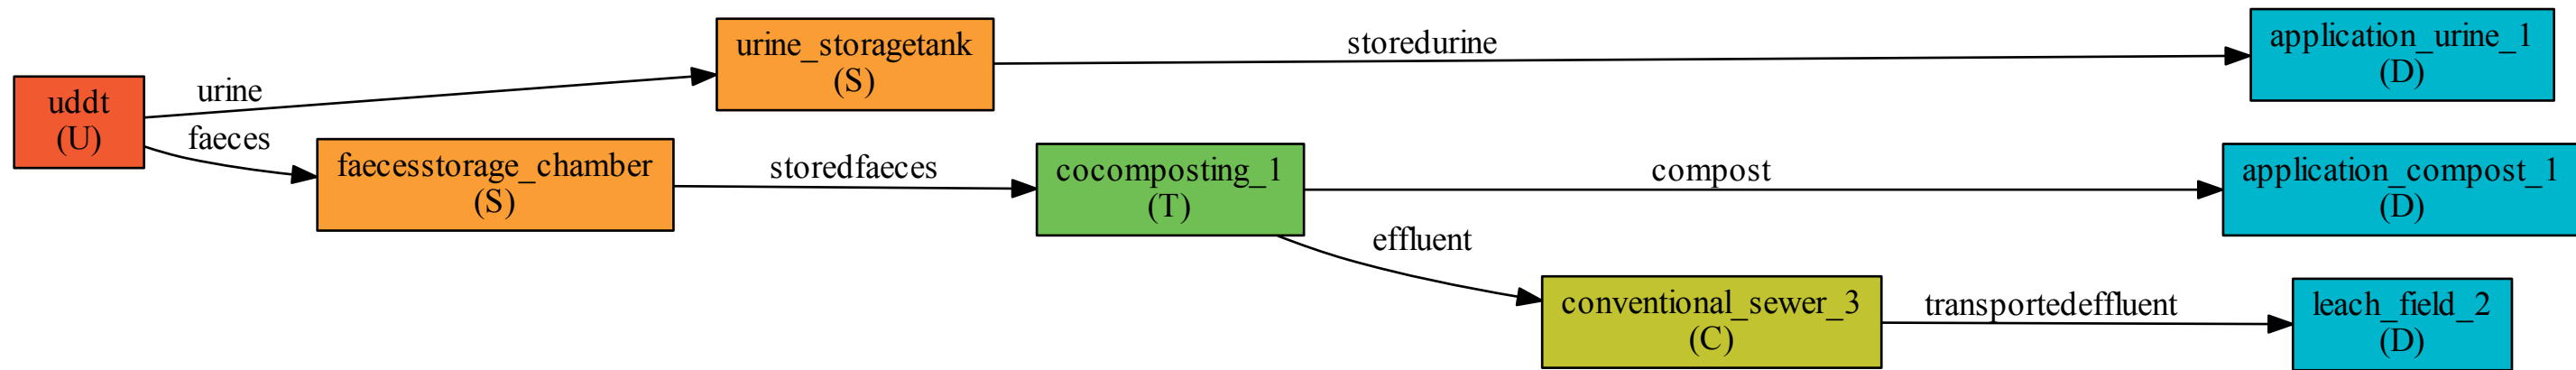 uddt
(U)
urine
faeces
urine_storagetank
(S)
faecesstorage_chamber
(S)
storedurine
storedfaeces
cocomposting_1
(T)
compost
effluent
conventional_sewer_3
(C)
transportedeffluent
application_urine_1
(D)
application_compost_1
(D)
leach_field_2
(D)